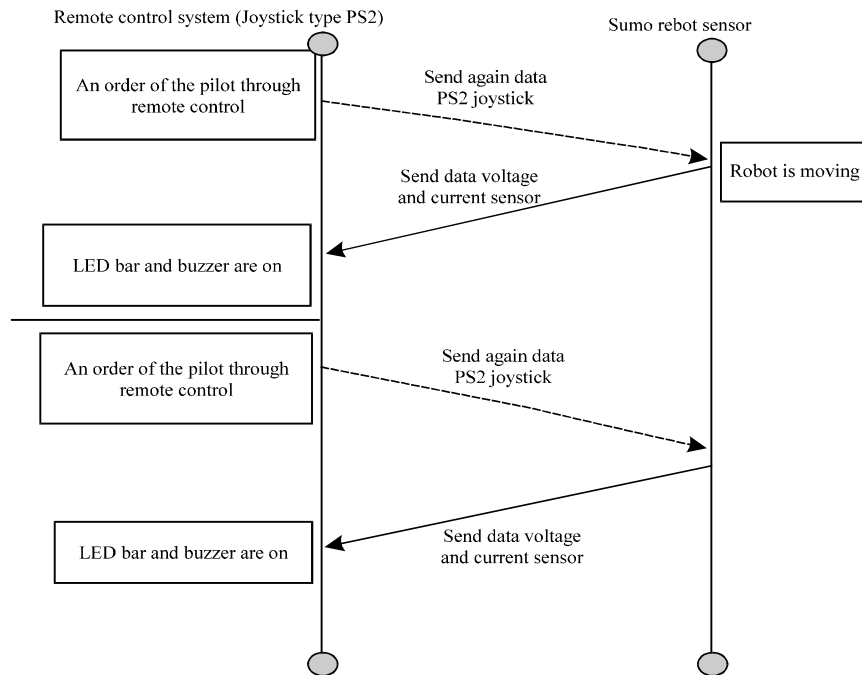 Remote control system (Joystick type PS2)
Sumo rebot sensor
An order of the pilot through
remote control
Send again data
PS2 joystick
Robot is moving
Send data voltage
and current sensor
LED bar and buzzer are on
An order of the pilot through
remote control
Send again data
PS2 joystick
Send data voltage
and current sensor
LED bar and buzzer are on